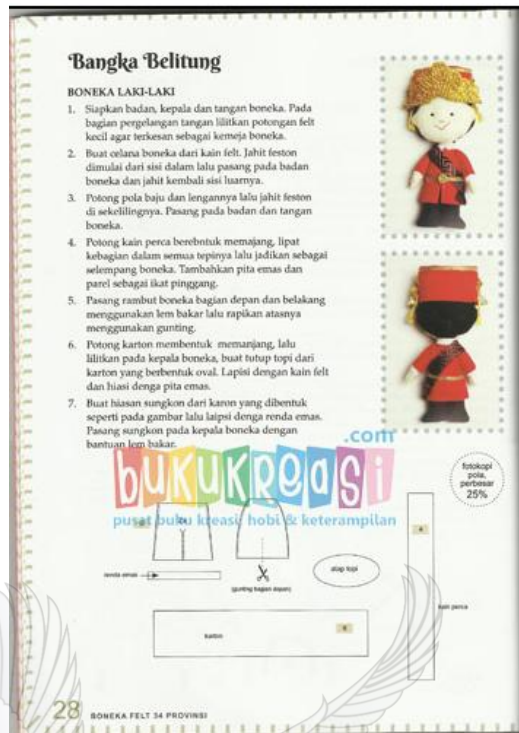 Bangka Belitung
BONEKA LAKI-LAKI
1. Siapkan badan, kepala dan tangan boneka. Pada
bagian pergelangan tangan lilitkan potongan felt
kecil agar terkesan sebagai kemeja boneka.
2. Buat celana boneka dari kain felt. Jahit feston
dimulai dari sisi dalam lalu pasang pada badan
boneka dan jahit kembali sisi luarnya.
3. Potong pola baju dan lengannya lalu jahit feston
di sekelilingnya. Pasang pada badan dan tangan
boneka.
4. Potong kain perca berebntuk memajang, lipat
kebagian dalam semua tepinya lalu jadikan sebagai
selempang boneka. Tambahkan pita emas dan
parel sebagai ikat pinggang.
5. Pasang rambut boneka bagian depan dan belakang
menggunakan lem bakar lalu rapikan atasnya
menggunakan gunting.
6. Potong karton membentuk memanjang, lalu
lilitkan pada kepala boneka, buat tutup topi dari
karton yang berbentuk oval. Lapisi dengan kain felt
dan hiasi denga pita emas.
7. Buat hiasan sungkon dari karon yang dibentuk
seperti pada gambar lalu laipsi denga renda emas.
Pasang sungkon pada kepala boneka dengan
bantuan lem bakar.
.com
bukukreasi
pusat buku kreasi, hobi & keterampilan
fotokopi
pola,
perbesar
25%
renda emas
(gunting bagian depan)
atap topi
kain perca
karton
28 BONEKA FELT 34 PROVINSI